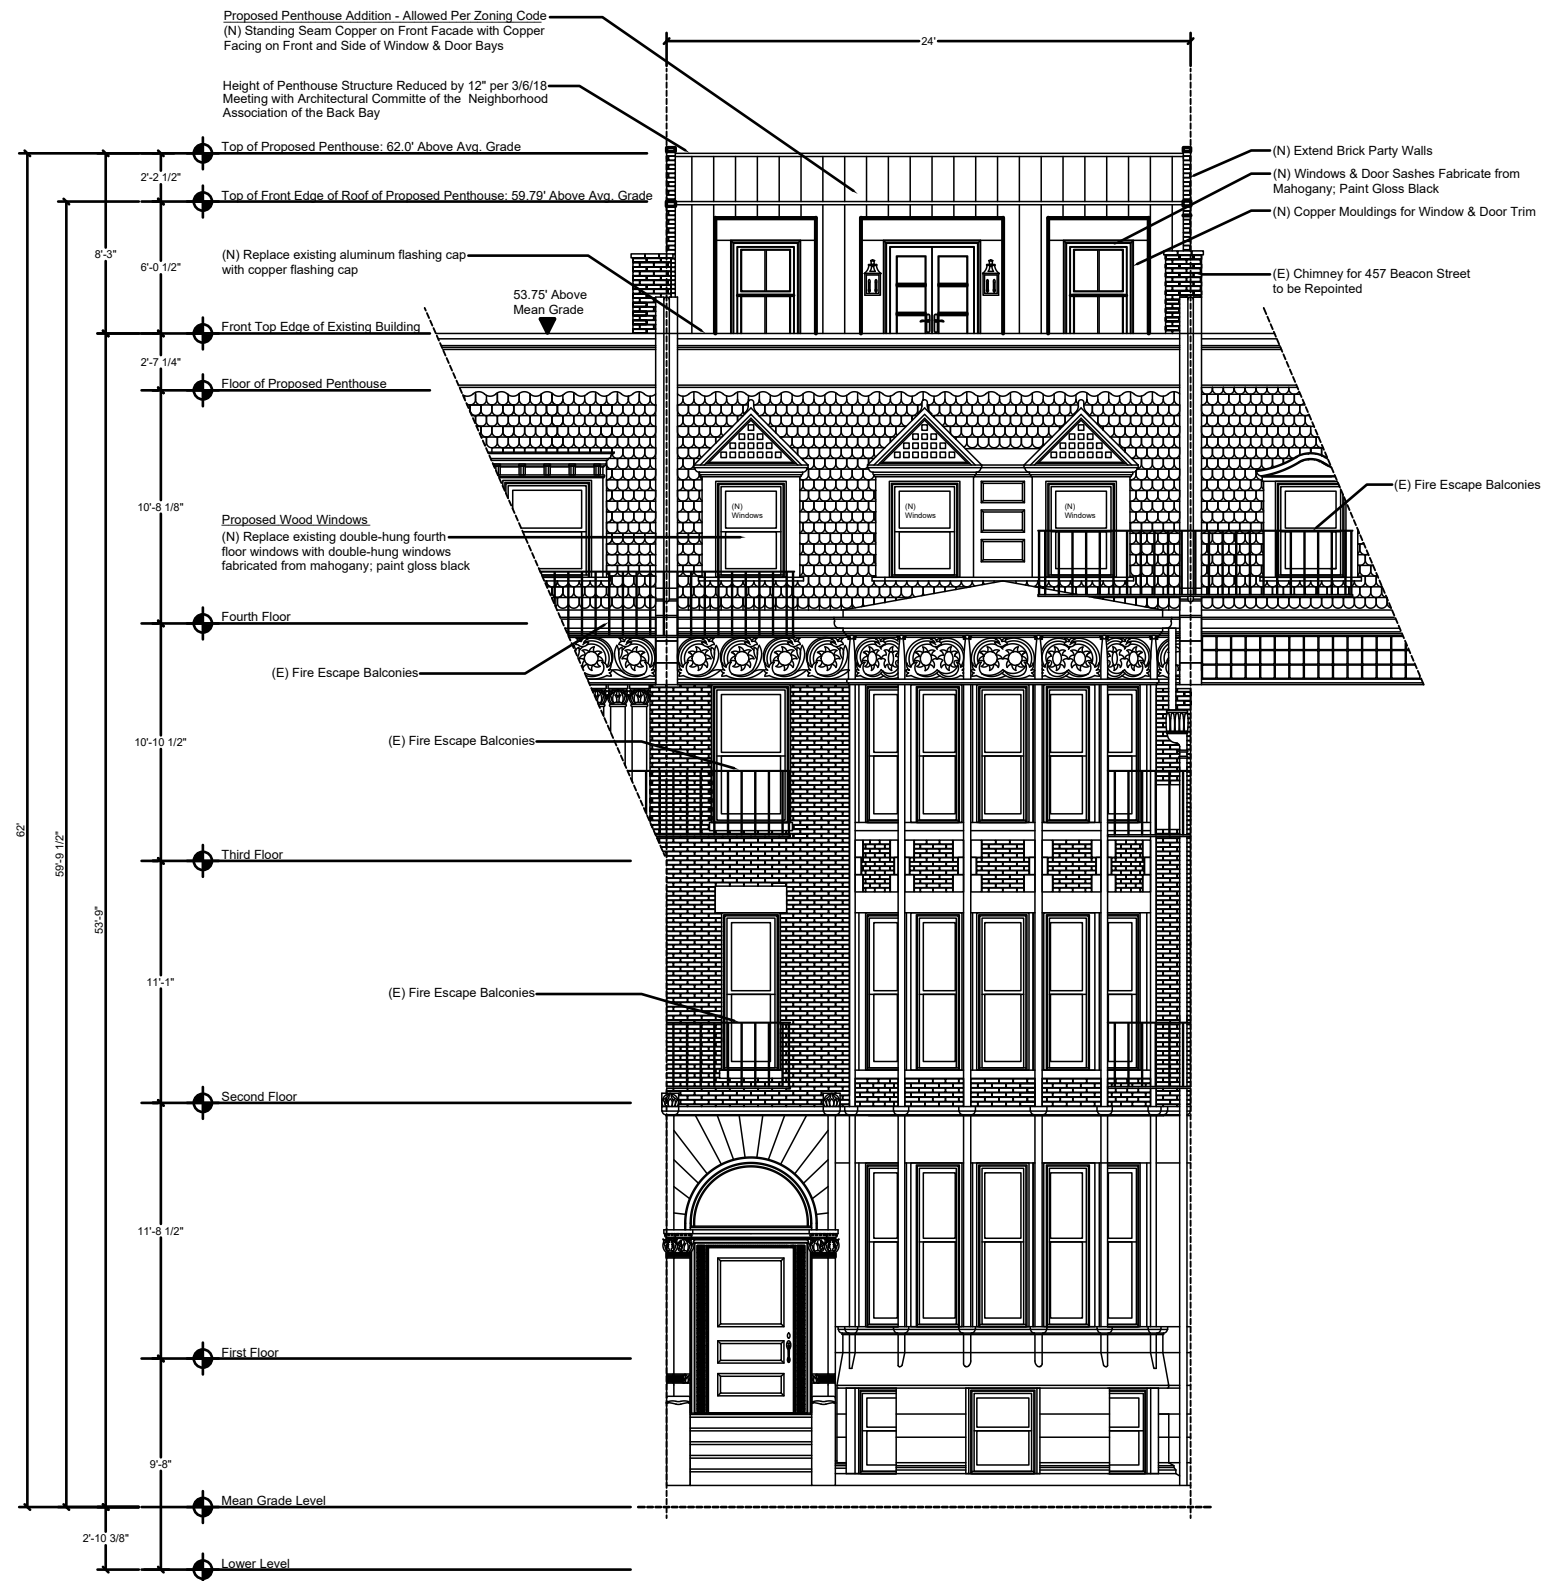 Proposed Penthouse Addition - Allowed Per Zoning Code
(N) Standing Seam Copper on Front Facade with Copper
Facing on Front and Side of Window & Door Bays
24'
Height of Penthouse Structure Reduced by 12" per 3/6/18
Meeting with Architectural Committe of the Neighborhood
Association of the Back Bay
Top of Proposed Penthouse: 62.0' Above Avg. Grade
(N) Extend Brick Party Walls
2'-2 1/2"
(N) Windows & Door Sashes Fabricate from
Mahogany; Paint Gloss Black
Top of Front Edge of Roof of Proposed Penthouse: 59.79' Above Avg. Grade
(N) Copper Mouldings for Window & Door Trim
8'-3"
6'-0 1/2"
(N) Replace existing aluminum flashing cap
with copper flashing cap
(E) Chimney for 457 Beacon Street
to be Repointed
53.75' Above
Mean Grade
Front Top Edge of Existing Building
2'-7 1/4"
Floor of Proposed Penthouse
(E) Fire Escape Balconies
10'-8 1/8"
(N)
Windows
(N)
Windows
(N)
Windows
Proposed Wood Windows
(N) Replace existing double-hung fourth
floor windows with double-hung windows
fabricated from mahogany; paint gloss black
Fourth Floor
(E) Fire Escape Balconies
10'-10 1/2"
(E) Fire Escape Balconies
62'
59'-9 1/2"
Third Floor
53'-9"
11'-1"
(E) Fire Escape Balconies
Second Floor
11'-8 1/2"
First Floor
9'-8"
Mean Grade Level
2'-10 3/8"
Lower Level